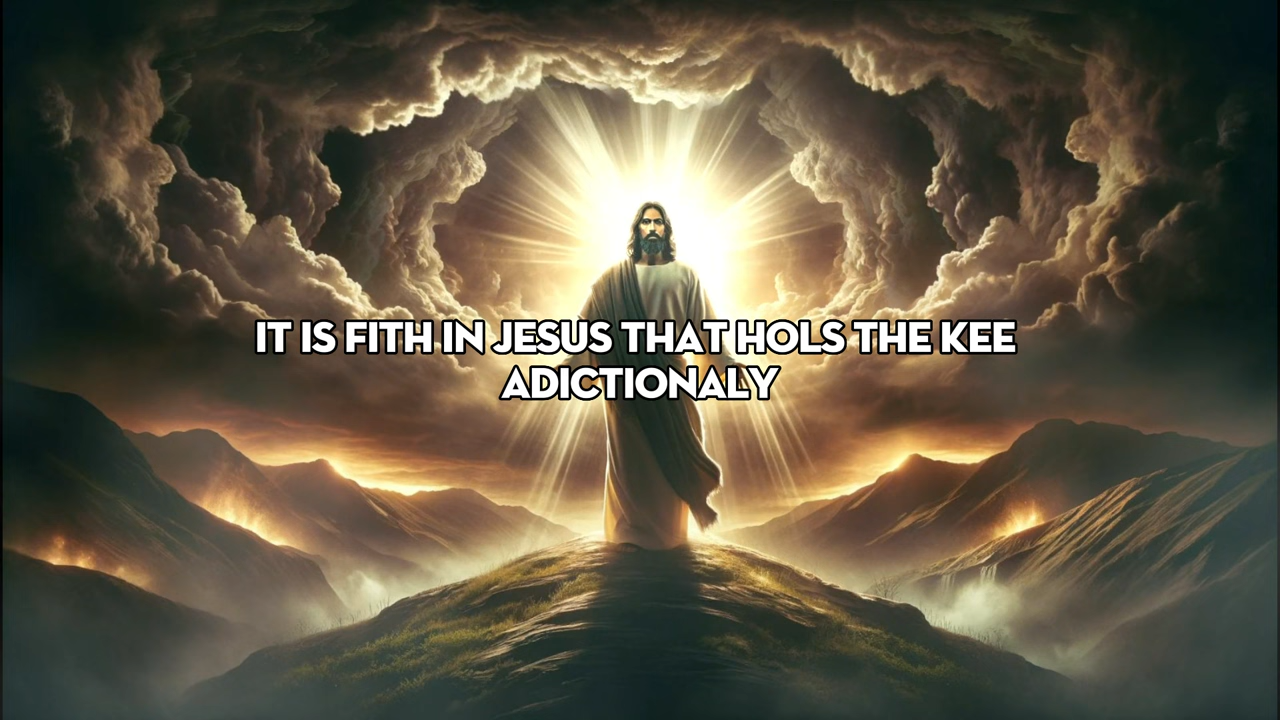 IT IS FITH IN JESUS THAT HOLS THE KEE
ADICTIONALY